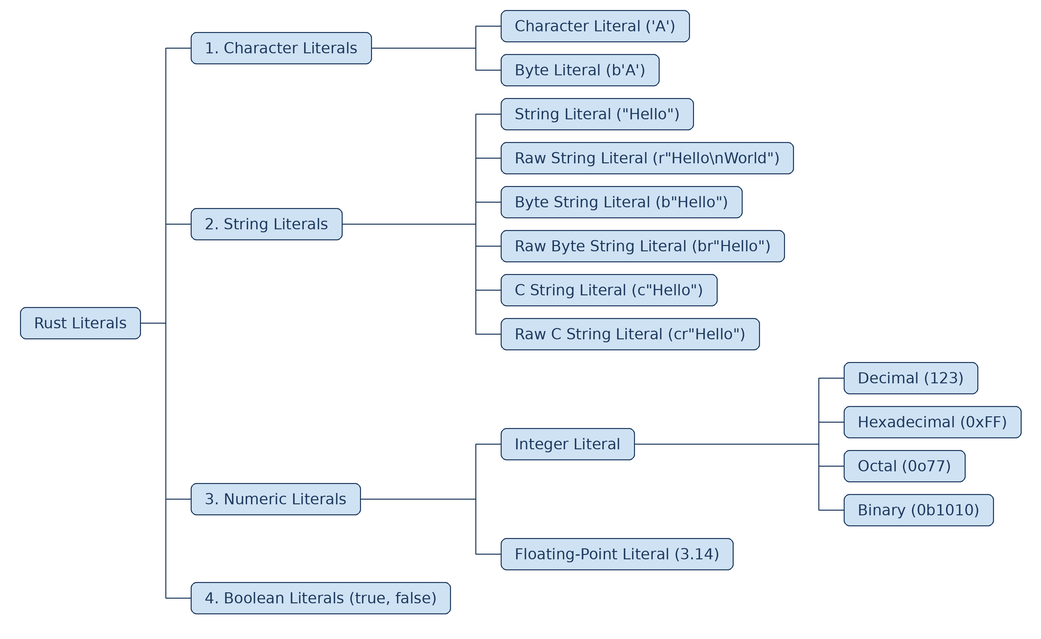 Rust Literals
1. Character Literals
Character Literal ('A')
Byte Literal (b'A')
2. String Literals
String Literal ("Hello")
Raw String Literal (r"Hello\nWorld")
Byte String Literal (b"Hello")
Raw Byte String Literal (br"Hello")
C String Literal (c"Hello")
Raw C String Literal (cr"Hello")
3. Numeric Literals
Integer Literal
Decimal (123)
Hexadecimal (0xFF)
Octal (0o77)
Binary (0b1010)
Floating-Point Literal (3.14)
4. Boolean Literals (true, false)